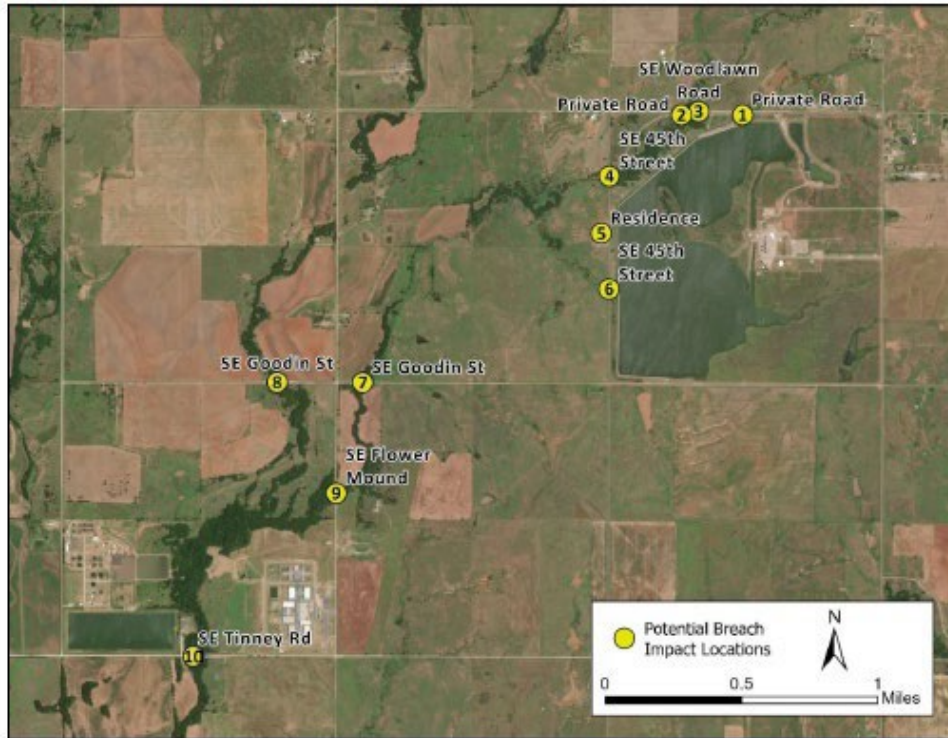 SE Woodlawn
Road
Private Road
2
3
1
Private Road
SE 45th
Street
4
Residence
5
SE 45th
Street
6
SE Goodin St
8
SE Goodin St
7
SE Flower
Mound
9
SE Tinney Rd
10
Potential Breach
Impact Locations
N
0
0.5
1
Miles